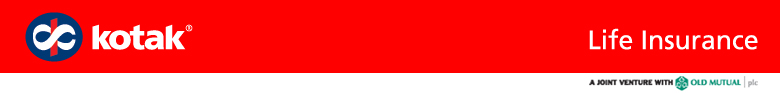 kotak®
Life Insurance
A JOINT VENTURE WITH OLD MUTUAL | plc